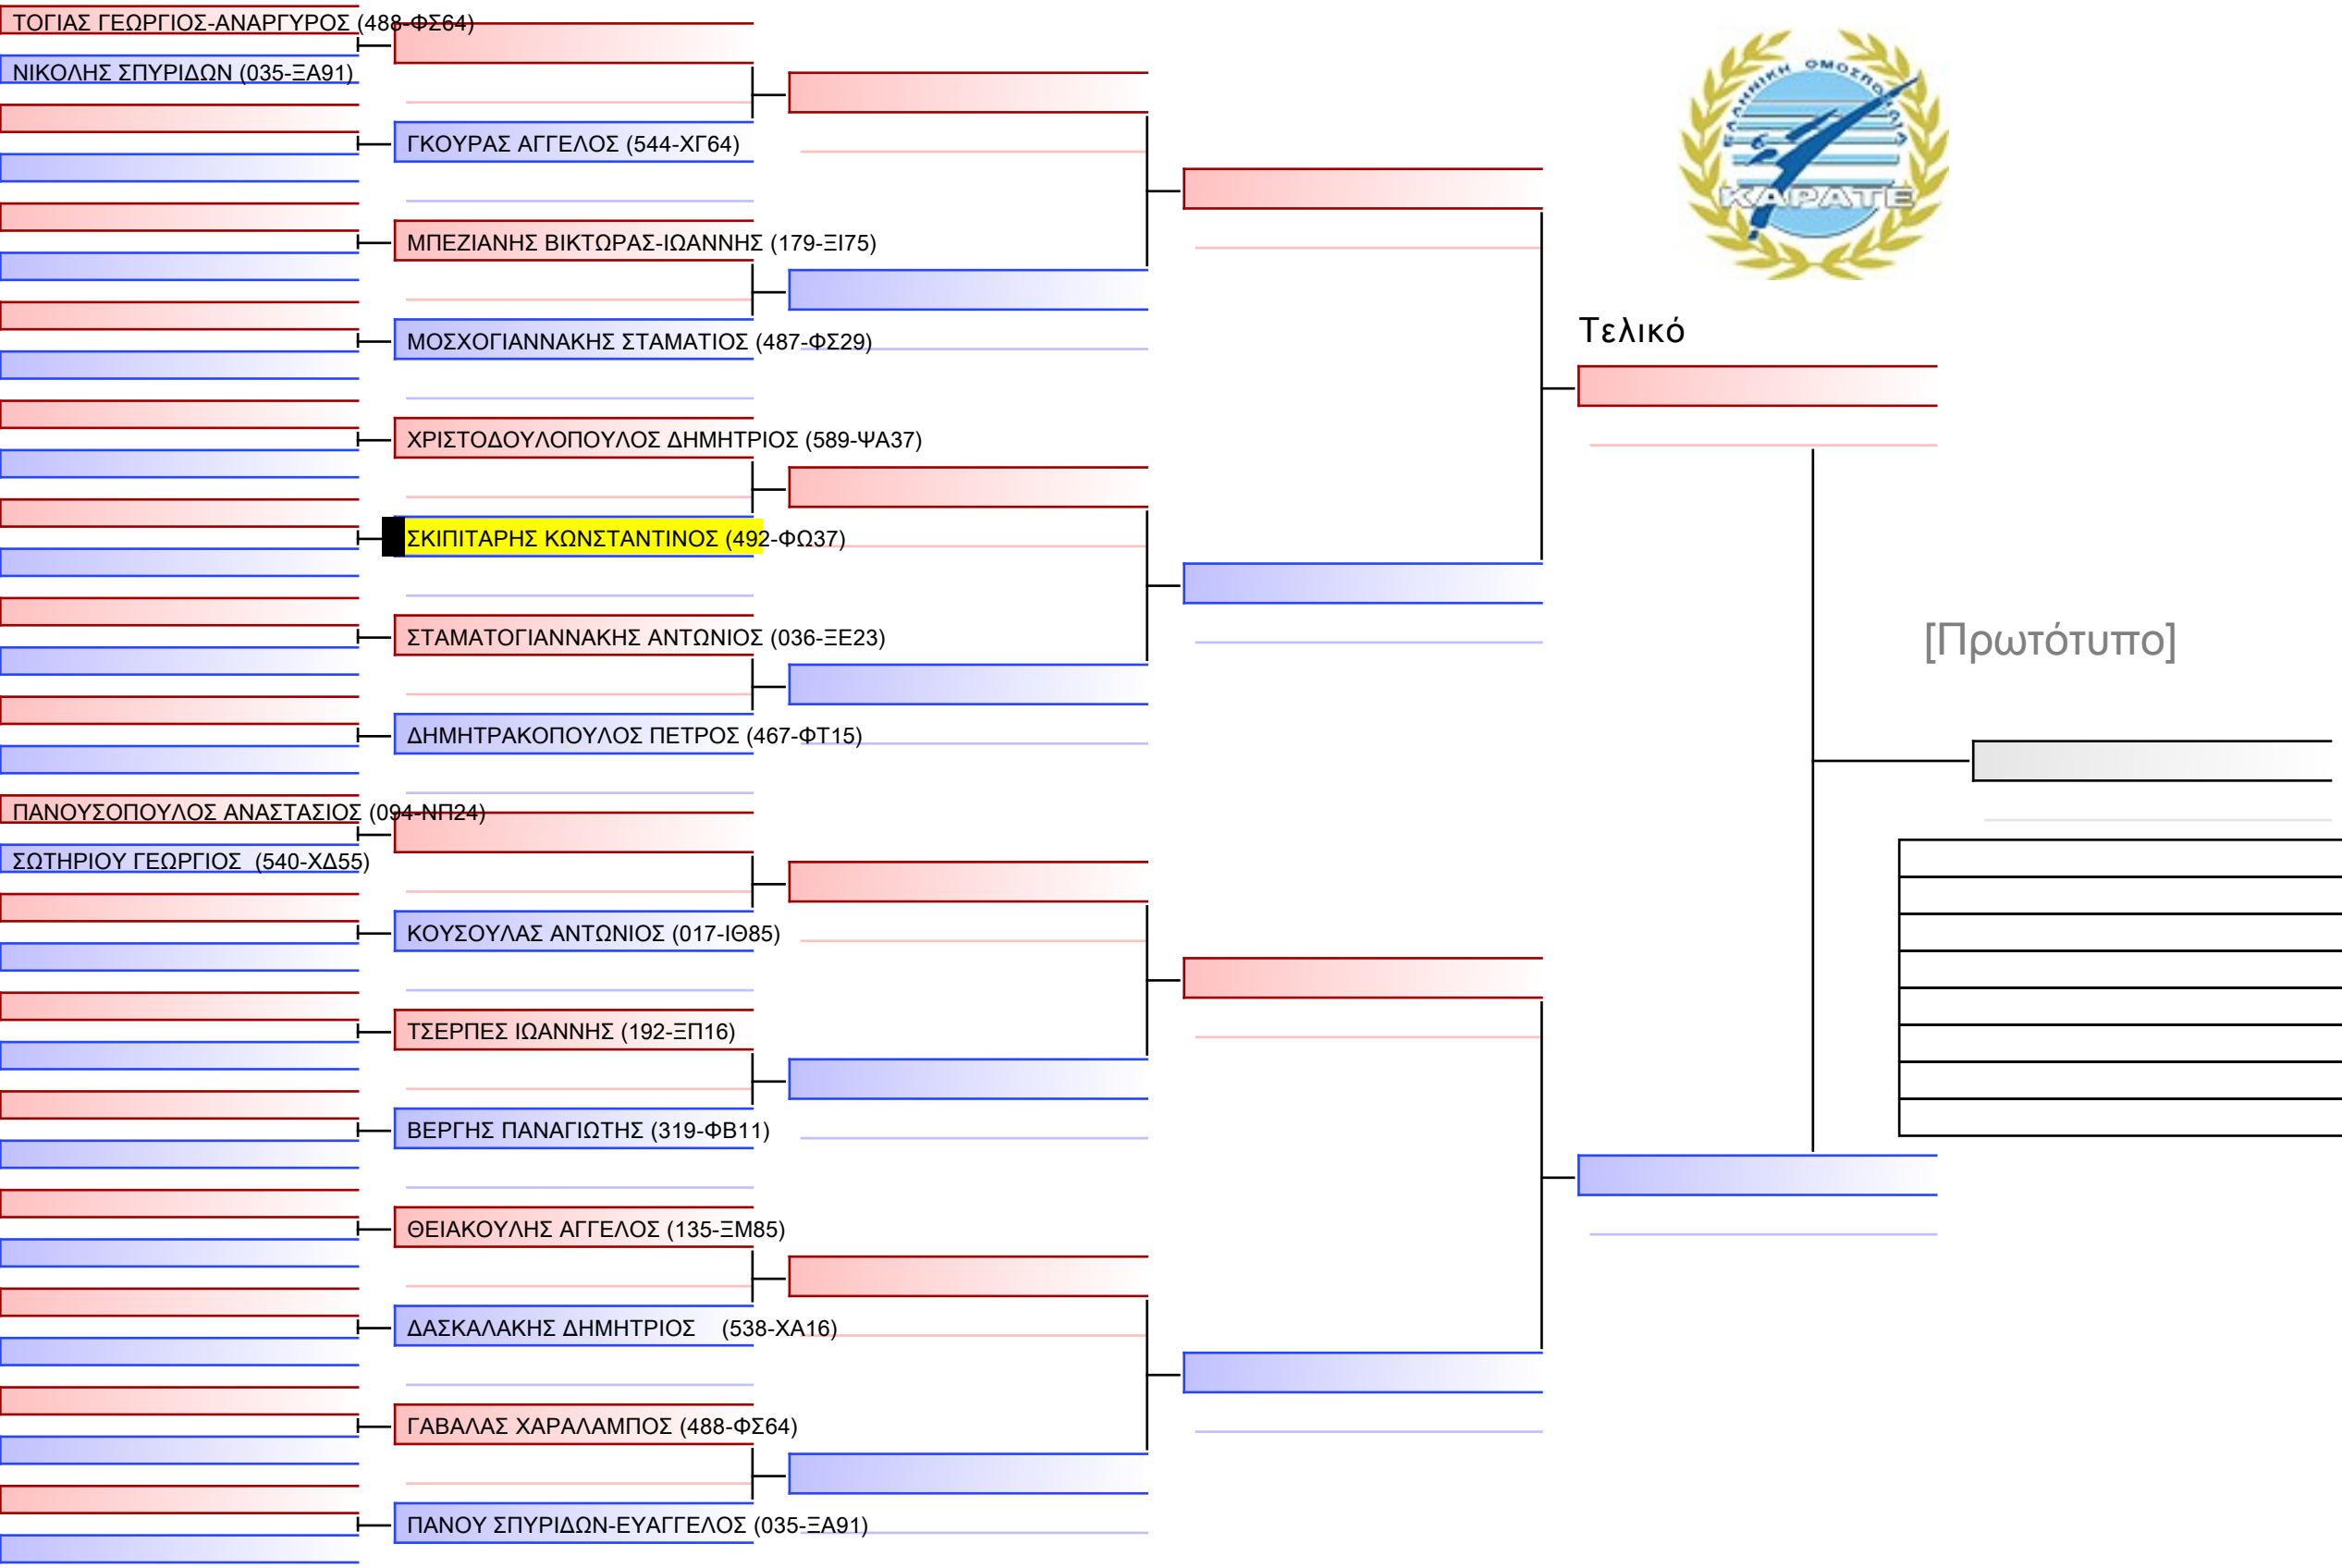 ΤΟΓΙΑΣ ΓΕΩΡΓΙΟΣ-ΑΝΑΡΓΥΡΟΣ (488-ΦΣ64)
ΝΙΚΟΛΗΣ ΣΠΥΡΙΔΩΝ (035-ΞΑ91)
ΓΚΟΥΡΑΣ ΑΓΓΕΛΟΣ (544-ΧΓ64)
ΜΠΕΖΙΑΝΗΣ ΒΙΚΤΩΡΑΣ-ΙΩΑΝΝΗΣ (179-ΞΙ75)
ΜΟΣΧΟΓΙΑΝΝΑΚΗΣ ΣΤΑΜΑΤΙΟΣ (487-ΦΣ29)
ΧΡΙΣΤΟΔΟΥΛΟΠΟΥΛΟΣ ΔΗΜΗΤΡΙΟΣ (589-ΨΑ37)
ΣΚΙΠΙΤΑΡΗΣ ΚΩΝΣΤΑΝΤΙΝΟΣ (492-ΦΩ37)
ΣΤΑΜΑΤΟΓΙΑΝΝΑΚΗΣ ΑΝΤΩΝΙΟΣ (036-ΞΕ23)
ΔΗΜΗΤΡΑΚΟΠΟΥΛΟΣ ΠΕΤΡΟΣ (467-ΦΤ15)
ΠΑΝΟΥΣΟΠΟΥΛΟΣ ΑΝΑΣΤΑΣΙΟΣ (094-ΝΠ24)
ΣΩΤΗΡΙΟΥ ΓΕΩΡΓΙΟΣ (540-ΧΔ55)
ΚΟΥΣΟΥΛΑΣ ΑΝΤΩΝΙΟΣ (017-ΙΘ85)
ΤΣΕΡΠΕΣ ΙΩΑΝΝΗΣ (192-ΞΠ16)
ΒΕΡΓΗΣ ΠΑΝΑΓΙΩΤΗΣ (319-ΦΒ11)
ΘΕΙΑΚΟΥΛΗΣ ΑΓΓΕΛΟΣ (135-ΞΜ85)
ΔΑΣΚΑΛΑΚΗΣ ΔΗΜΗΤΡΙΟΣ (538-ΧΑ16)
ΓΑΒΑΛΑΣ ΧΑΡΑΛΑΜΠΟΣ (488-ΦΣ64)
ΠΑΝΟΥ ΣΠΥΡΙΔΩΝ-ΕΥΑΓΓΕΛΟΣ (035-ΞΑ91)
ΕΛΛΗΝΙΚΗ ΟΜΟΣΠΟΝΔΙΑ
ΚΑΡΑΤΕ
Τελικό
[Πρωτότυπο]